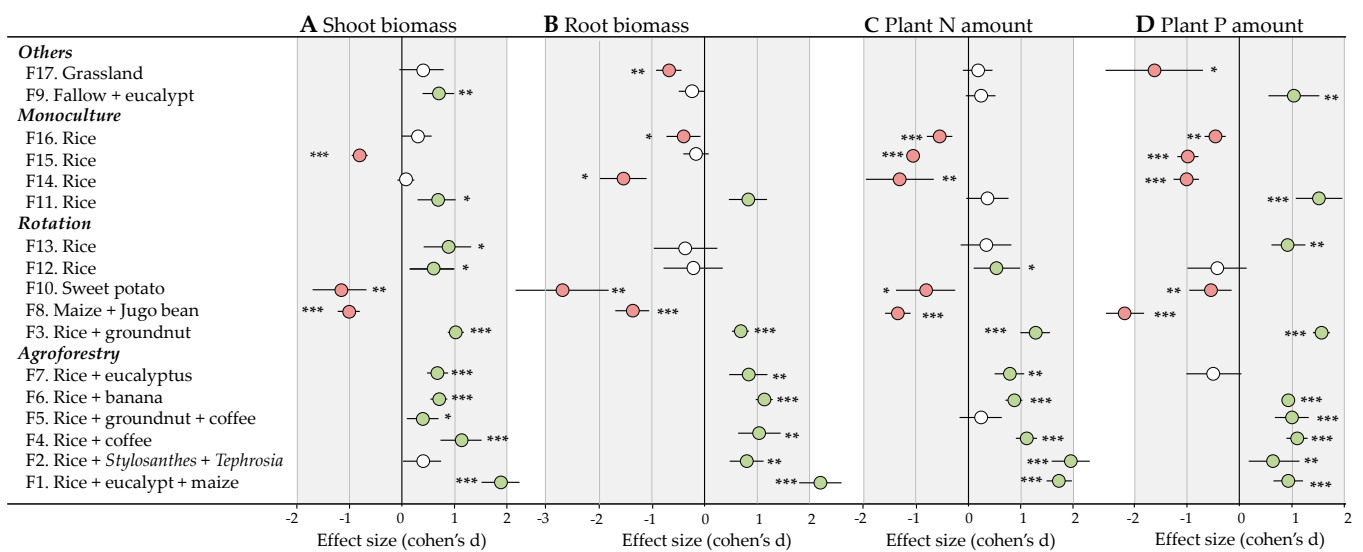 A Shoot biomass B Root biomass C Plant N amount D Plant P amount
Others
F17. Grassland ** *
F9. Fallow + eucalypt ** **
Monoculture
F16. Rice * *** **
F15. Rice *** *** ***
F14. Rice * ** ***
F11. Rice * ***
Rotation
F13. Rice * **
F12. Rice * *
F10. Sweet potato ** ** * **
F8. Maize + Jugo bean *** *** *** ***
F3. Rice + groundnut *** *** *** ***
Agroforestry
F7. Rice + eucalyptus *** ** **
F6. Rice + banana *** *** *** ***
F5. Rice + groundnut + coffee * ***
F4. Rice + coffee *** ** *** ***
F2. Rice + Stylosanthes + Tephrosia ** *** **
F1. Rice + eucalypt + maize *** *** *** ***
-2 -1 0 1 2 -3 -2 -1 0 1 2 -2 -1 0 1 2 -2 -1 0 1 2
Effect size (cohen's d) Effect size (cohen's d) Effect size (cohen's d) Effect size (cohen's d)